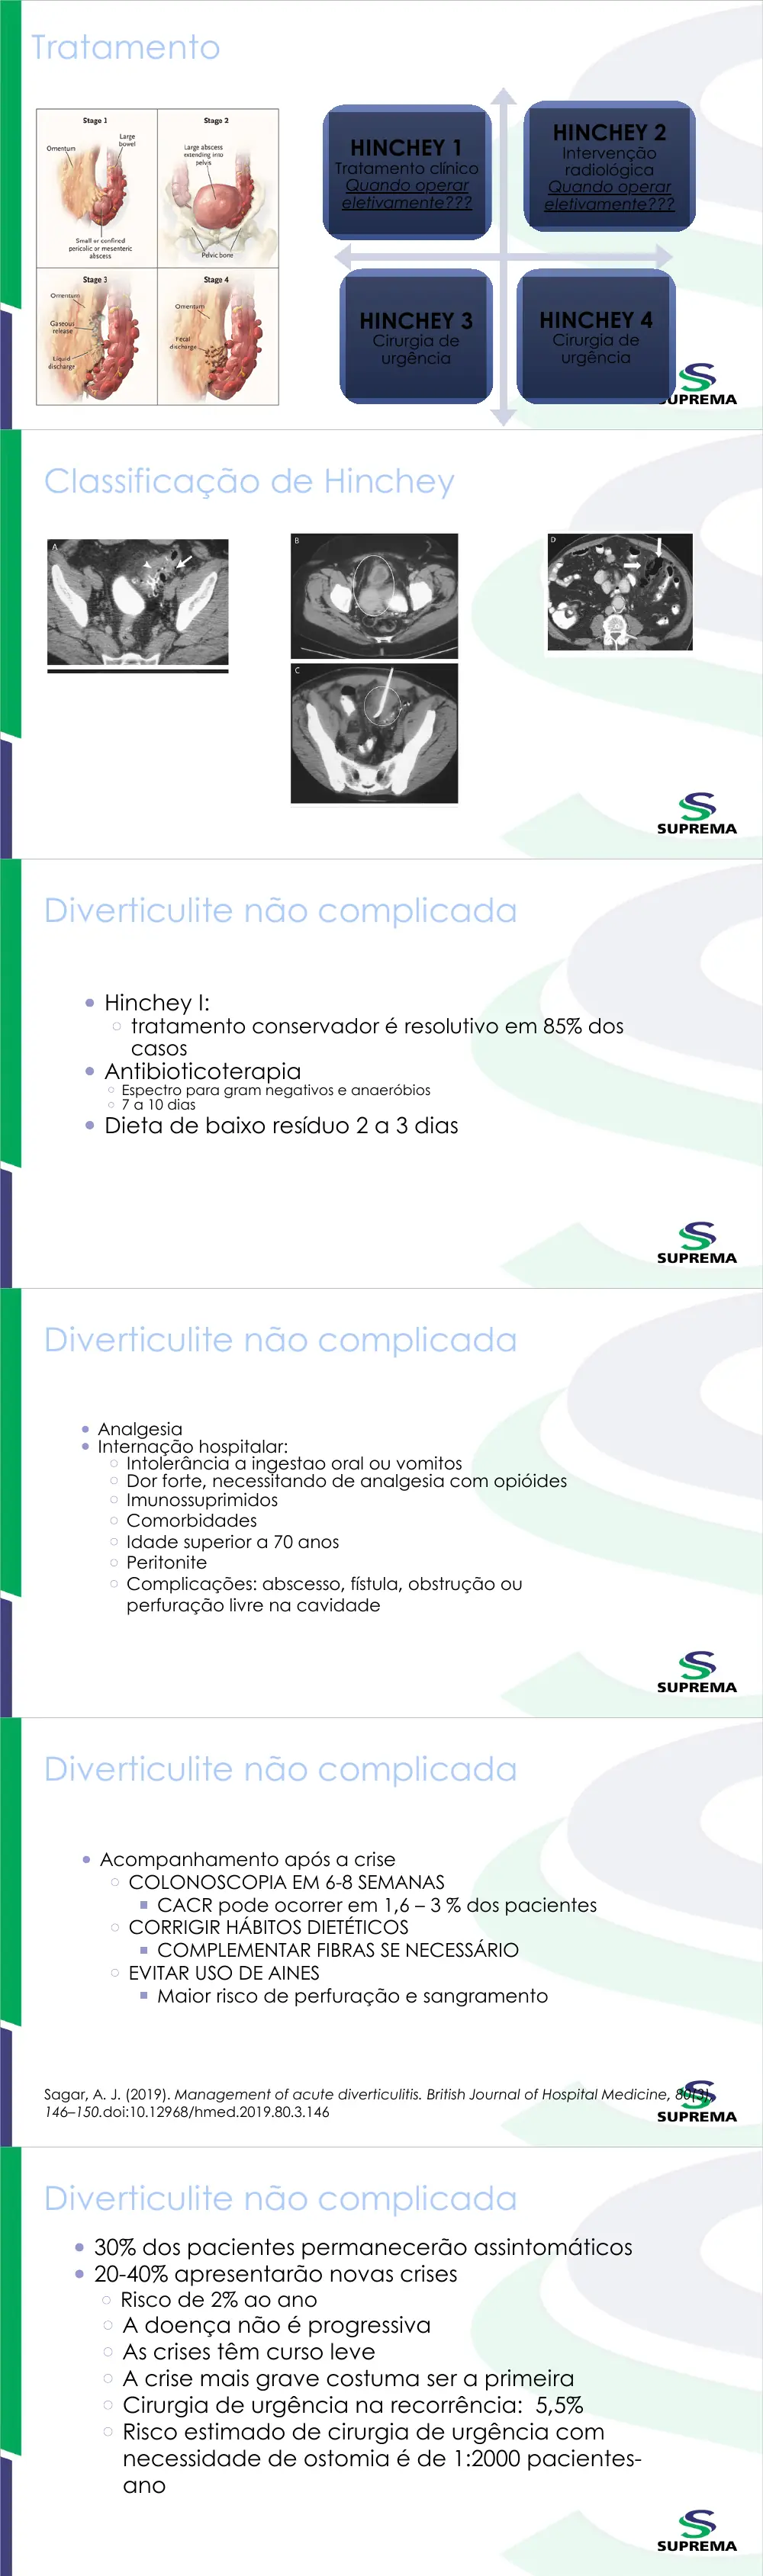 Tratamento
Stage 1
Omentum
Large
bowel
Small or confined
pericolic or mesenteric
abscess
Stage 2
Large abscess
extending into
pelvis
Pelvic bone
Stage 3
Omentum
Gaseous
release
Liquid
discharge
Stage 4
Omentum
Fecal
discharge
HINCHEY 1
Tratamento clínico
Quando operar
eletivamente???
HINCHEY 2
Intervenção
radiológica
Quando operar
eletivamente???
HINCHEY 3
Cirurgia de
urgência
HINCHEY 4
Cirurgia de
urgência
SUPREMA
Classificação de Hinchey
A
B
C
D
SUPREMA
Diverticulite não complicada
• Hinchey I:
○ tratamento conservador é resolutivo em 85% dos
casos
• Antibioticoterapia
○ Espectro para gram negativos e anaeróbios
○ 7 a 10 dias
• Dieta de baixo resíduo 2 a 3 dias
SUPREMA
Diverticulite não complicada
• Analgesia
• Internação hospitalar:
○ Intolerância a ingestao oral ou vomitos
○ Dor forte, necessitando de analgesia com opióides
○ Imunossuprimidos
○ Comorbidades
○ Idade superior a 70 anos
○ Peritonite
○ Complicações: abscesso, fístula, obstrução ou
perfuração livre na cavidade
SUPREMA
Diverticulite não complicada
• Acompanhamento após a crise
○ COLONOSCOPIA EM 6-8 SEMANAS
■ CACR pode ocorrer em 1,6 – 3 % dos pacientes
○ CORRIGIR HÁBITOS DIETÉTICOS
■ COMPLEMENTAR FIBRAS SE NECESSÁRIO
○ EVITAR USO DE AINES
■ Maior risco de perfuração e sangramento
Sagar, A. J. (2019). Management of acute diverticulitis. British Journal of Hospital Medicine, 80(3),
146–150.doi:10.12968/hmed.2019.80.3.146
SUPREMA
Diverticulite não complicada
• 30% dos pacientes permanecerão assintomáticos
• 20-40% apresentarão novas crises
○ Risco de 2% ao ano
○ A doença não é progressiva
○ As crises têm curso leve
○ A crise mais grave costuma ser a primeira
○ Cirurgia de urgência na recorrência: 5,5%
○ Risco estimado de cirurgia de urgência com
necessidade de ostomia é de 1:2000 pacientes-
ano
SUPREMA